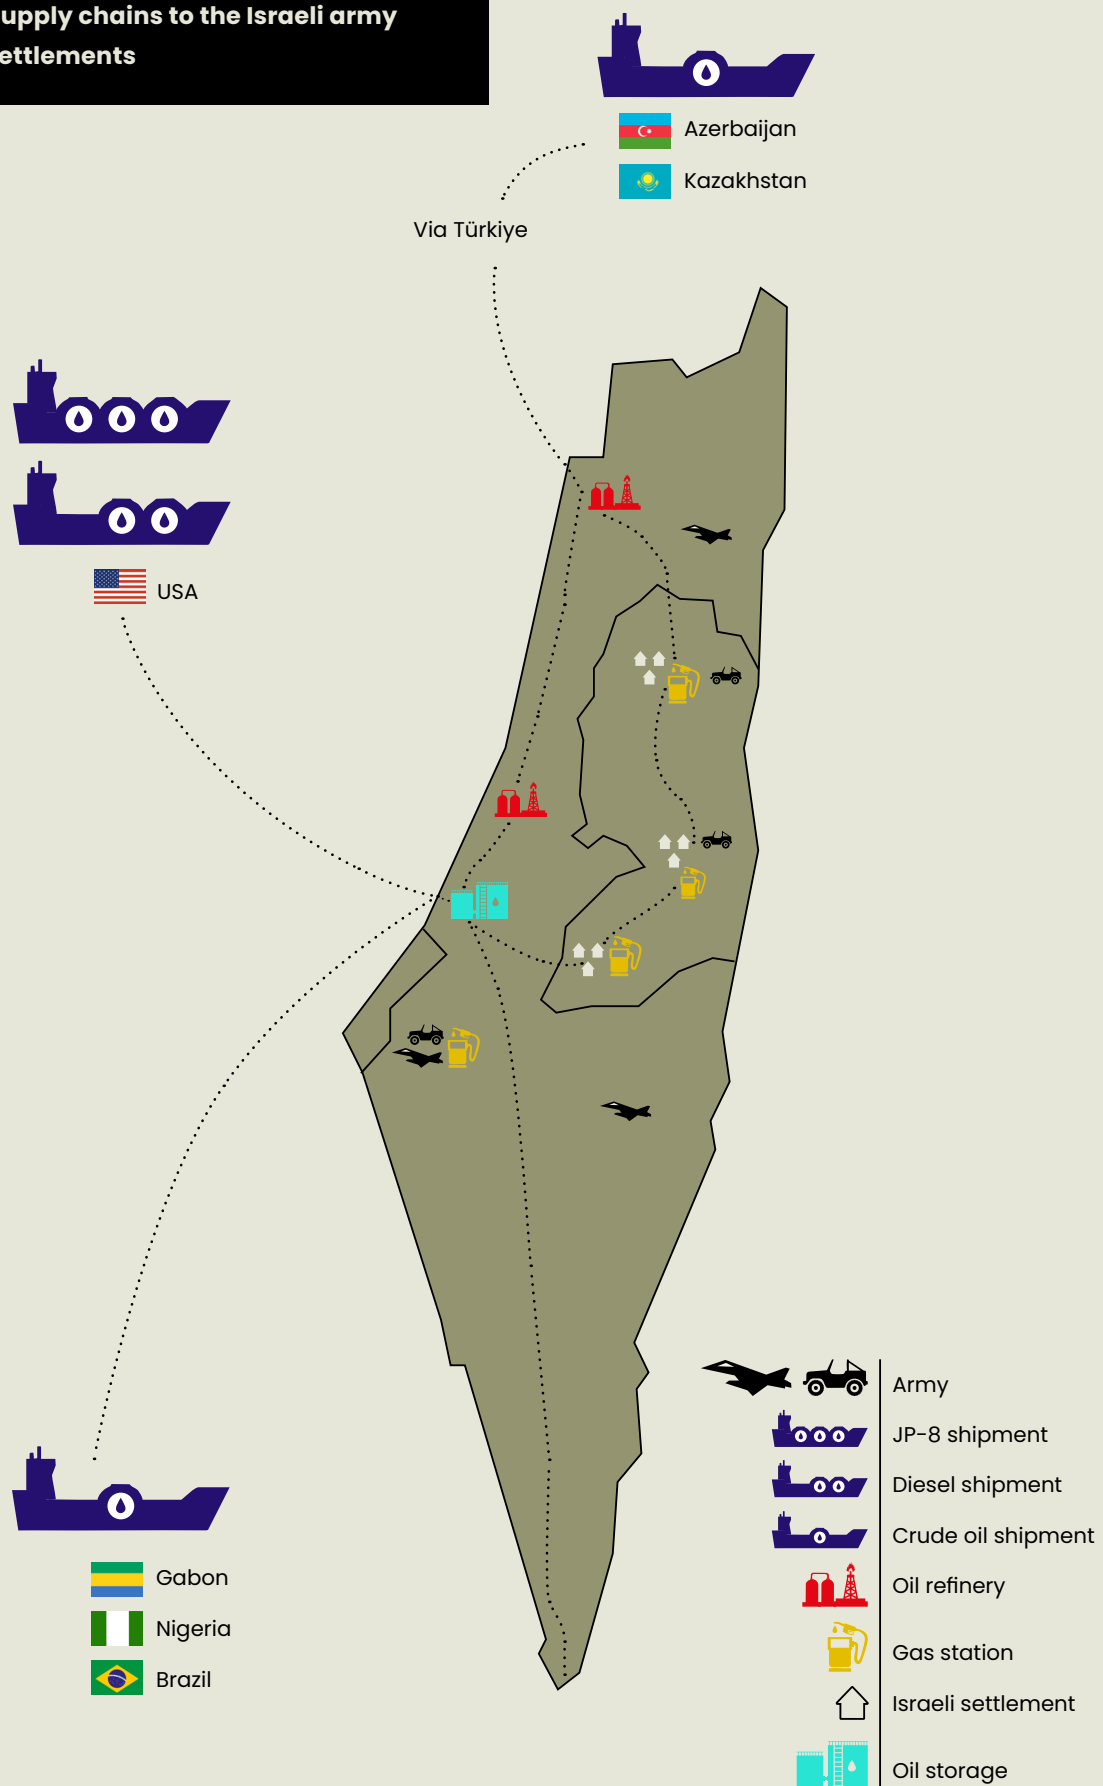 upply chains to the Israeli army
ettlements
Azerbaijan
Kazakhstan
Via Türkiye
USA
Gabon
Nigeria
Brazil
Army
JP-8 shipment
Diesel shipment
Crude oil shipment
Oil refinery
Gas station
Israeli settlement
Oil storage